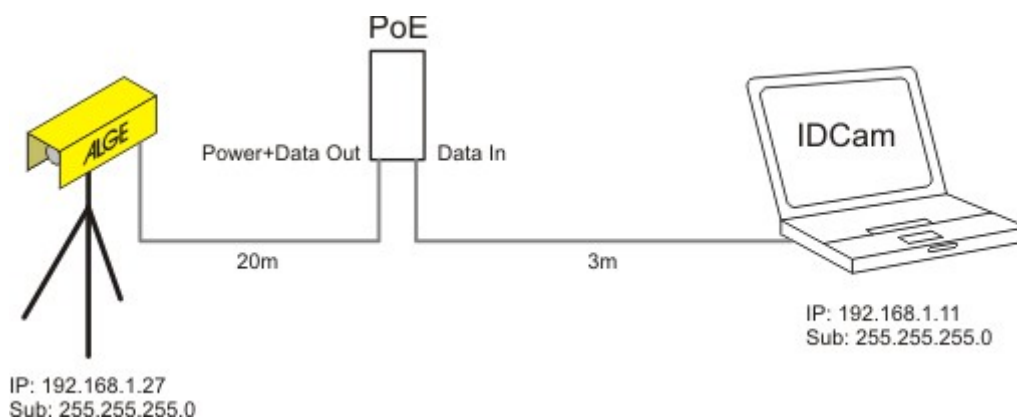 PoE
ALGE
IDCam
Power+Data Out
Data In
20m
3m
IP: 192.168.1.11
Sub: 255.255.255.0
IP: 192.168.1.27
Sub: 255.255.255.0